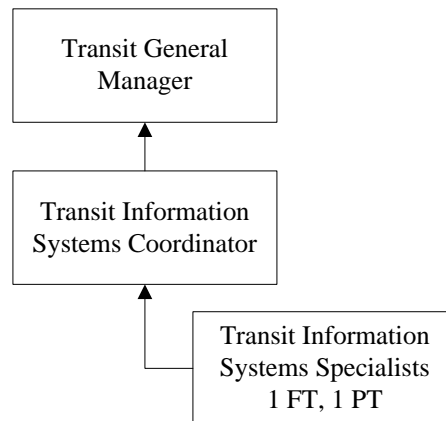 Transit General
Manager
Transit Information
Systems Coordinator
Transit Information
Systems Specialists
1 FT, 1 PT